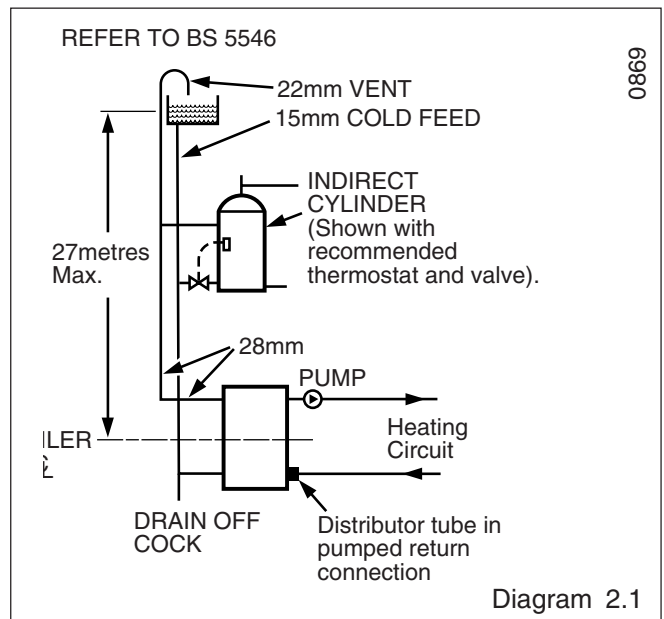 REFER TO BS 5546
0869
22mm VENT
15mm COLD FEED
INDIRECT
CYLINDER
(Shown with
recommended
thermostat and valve).
27metres
Max.
28mm
PUMP
Heating
Circuit
ILER
DRAIN OFF
COCK
Distributor tube in
pumped return
connection
Diagram 2.1